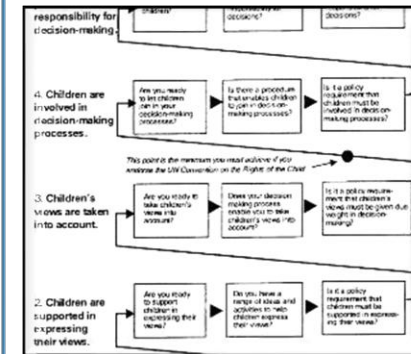 responsibility for
decision-making.
children?
responsibility for
decisions?
decisions?
4. Children are
involved in
decision-making
processes.
Are you ready
to let children
join in your
decision-making
processes?
Is there a procedure
that enables children
to join in decision-
making processes?
Is it a policy
requirement that
children must be
involved in decision-
making processes?
This point is the minimum you must achieve if you
endorse the UN Convention on the Rights of the Child
3. Children's
views are taken
into account.
Are you ready to
take children's
views into
account?
Does your decision
making process
enable you to take
children's views into
account?
Is it a policy require-
ment that children's
views must be given due
weight in decision-
making?
2. Children are
supported in
expressing
their views.
Are you ready
to support
children in
expressing their
views?
Do you have a
range of ideas and
activities to help
children express
their views?
Is it a policy
requirement that
children must be
supported in express-
ing their views?